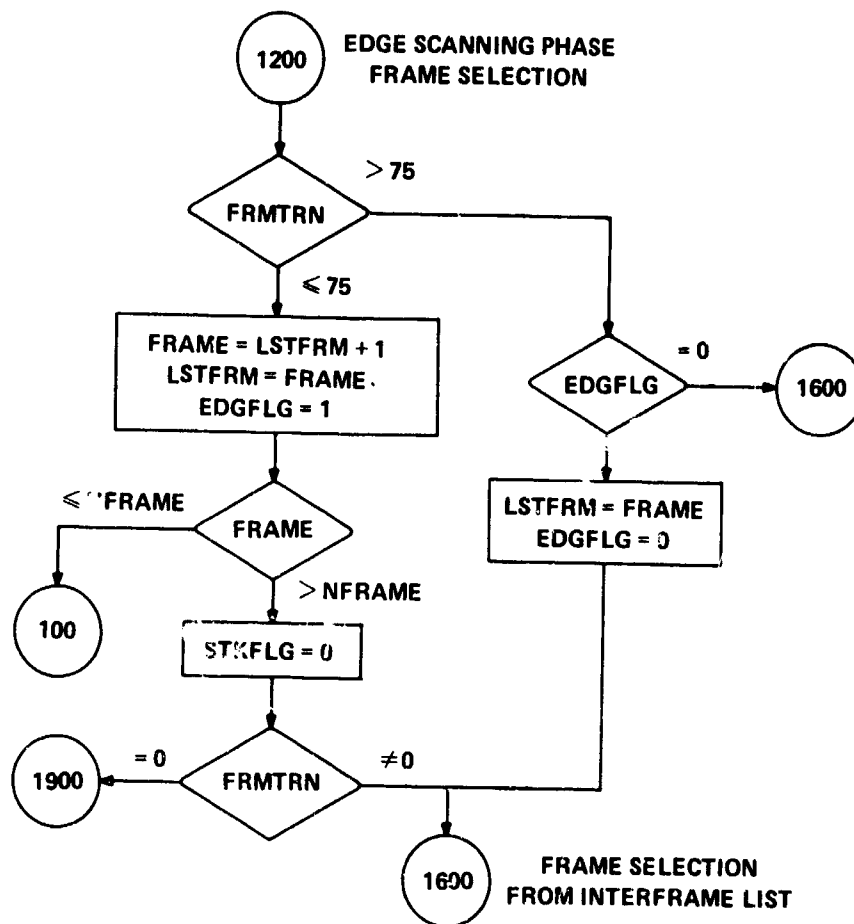 1200
EDGE SCANNING PHASE
FRAME SELECTION
> 75
FRMTRN
≤ 75
FRAME = LSTFRM + 1
LSTFRM = FRAME
EDGFLG = 1
= 0
EDGFLG
1600
≤
FRAME
LSTFRM = FRAME
EDGFLG = 0
> NFRAME
100
STKFLG = 0
= 0
≠0
1900
FRMTRN
1600
FRAME SELECTION
FROM INTERFRAME LIST